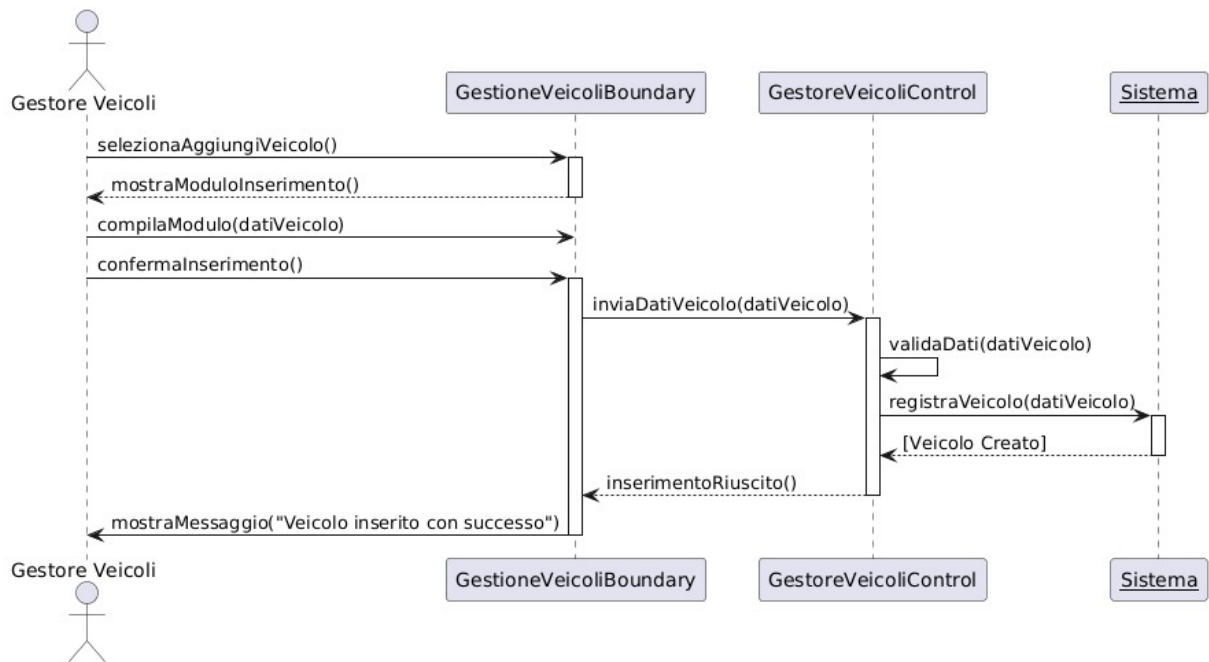 Gestore Veicoli
GestioneVeicoliBoundary
GestoreVeicoliControl
Sistema
selezionaAggiungiVeicolo()
mostraModuloInserimento()
compilaModulo(datiVeicolo)
confermaInserimento()
inviaDatiVeicolo(datiVeicolo)
validaDati(datiVeicolo)
registraVeicolo(datiVeicolo)
[Veicolo Creato]
inserimentoRiuscito()
mostraMessaggio("Veicolo inserito con successo")
Gestore Veicoli
GestioneVeicoliBoundary
GestoreVeicoliControl
Sistema